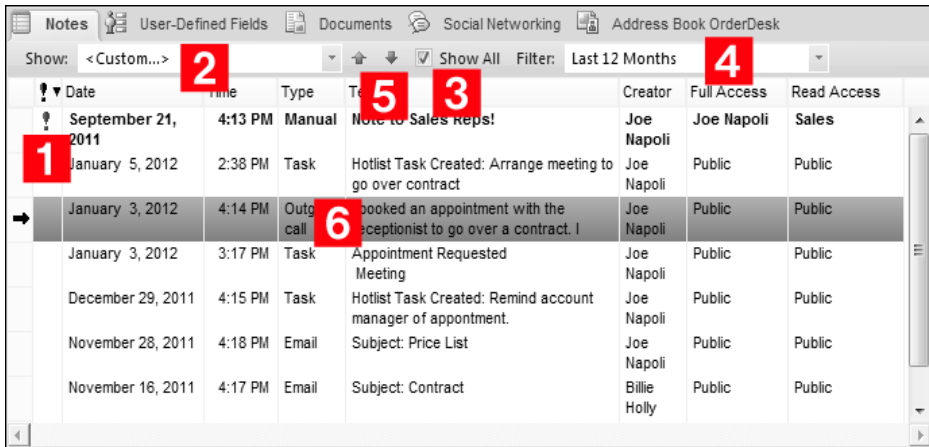 Notes User-Defined Fields Documents Social Networking Address Book OrderDesk
Show: <Custom...> 2 5 Show All 3 Filter: Last 12 Months 4
! Date Time Type Creator Full Access Read Access
! September 21, 4:13 PM Manual Note to Sales Reps! Joe Joe Napoli Sales
1 2011 Napoli
January 5, 2012 2:38 PM Task Hotlist Task Created: Arrange meeting to Joe Public Public
go over contract Napoli
January 3, 2012 4:14 PM 6 booked an appointment with the Joe Public Public
call receptionist to go over a contract. I Napoli
January 3, 2012 3:17 PM Task Appointment Requested Joe Public Public
Meeting Napoli
December 29, 2011 4:15 PM Task Hotlist Task Created: Remind account Joe Public Public
manager of appontment. Napoli
November 28, 2011 4:18 PM Email Subject: Price List Joe Public Public
Napoli
November 16, 2011 4:17 PM Email Subject: Contract Billie Public Public
Holly